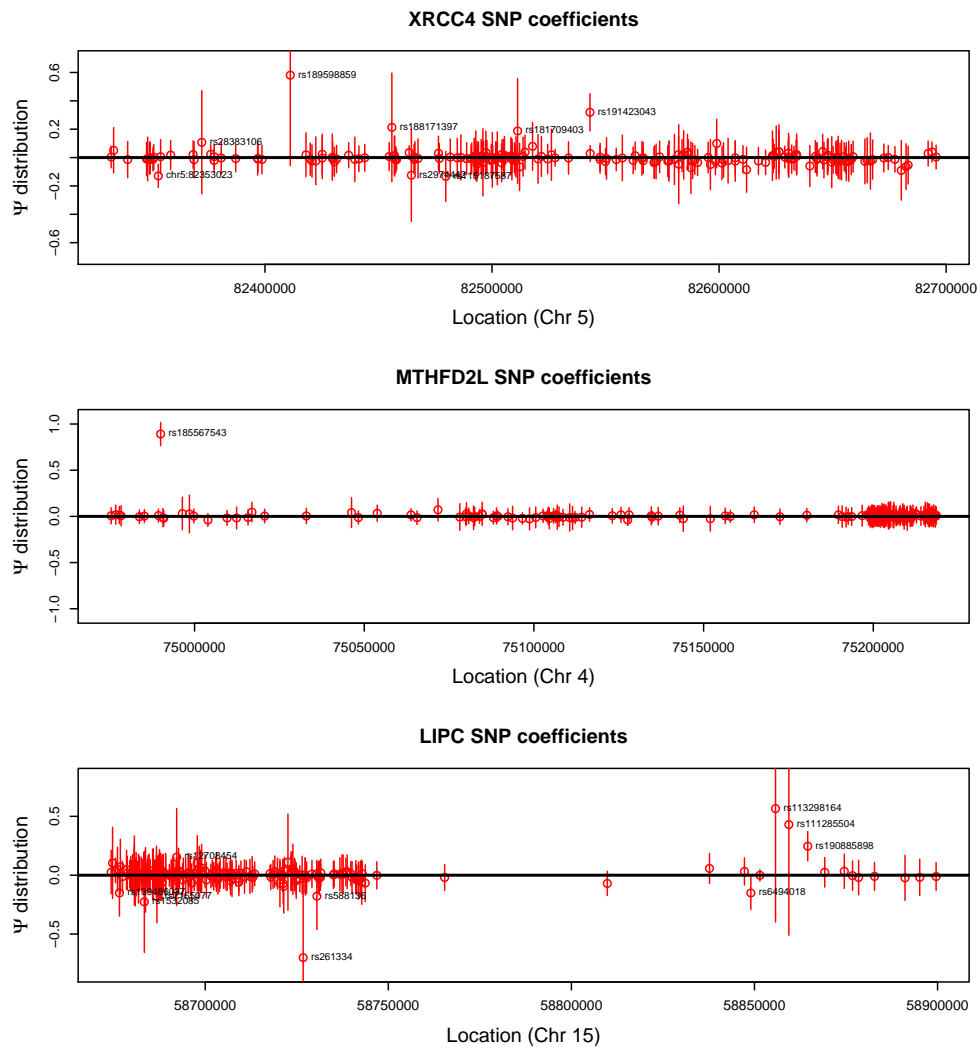 XRCC4 SNP coefficients
Ψ distribution
0.6
0.2
−0.2
−0.6
rs189598859
rs188171397
rs181709403
rs191423043
rs28383106
chr5:82353023
rs2974442
82400000
82500000
82600000
82700000
Location (Chr 5)
MTHFD2L SNP coefficients
Ψ distribution
1.0
0.5
0.0
−0.5
−1.0
rs185567543
75000000
75050000
75100000
75150000
75200000
Location (Chr 4)
LIPC SNP coefficients
Ψ distribution
0.5
0.0
−0.5
rs113298164
rs111285504
rs190885898
rs12708454
rs6494018
rs1532085
rs588136
rs261334
58700000
58750000
58800000
58850000
58900000
Location (Chr 15)